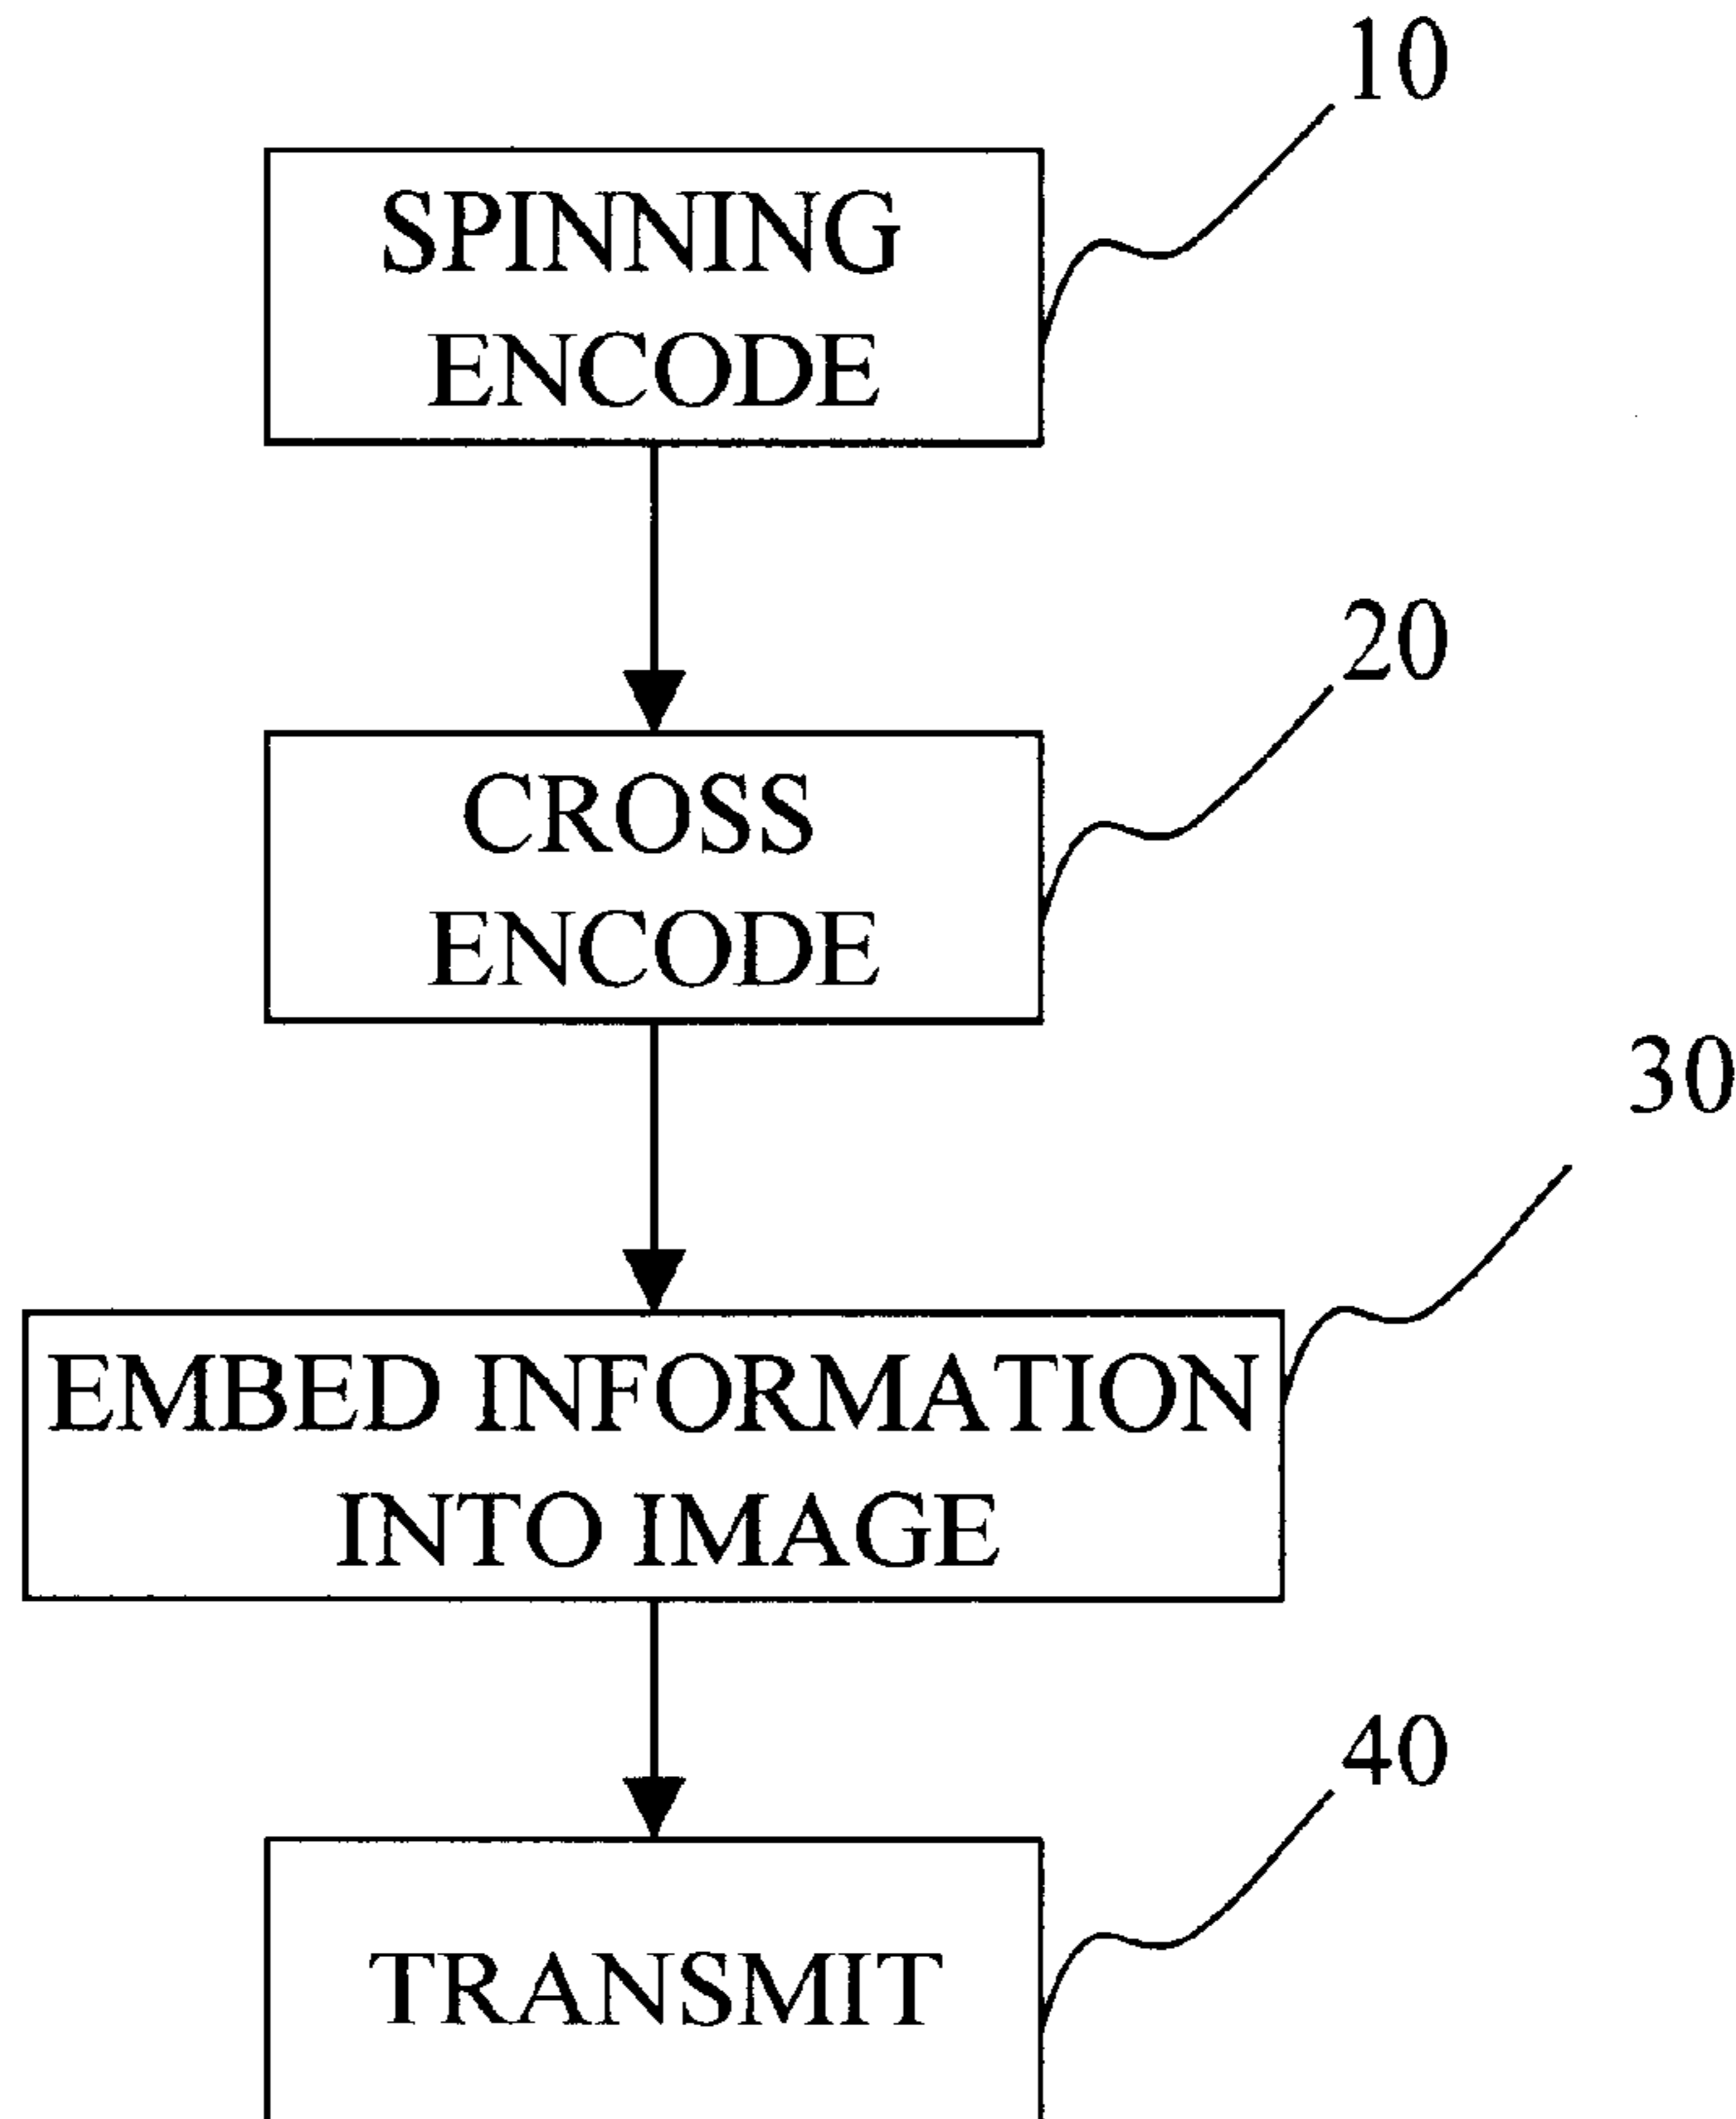 10
SPINNING
ENCODE
20
CROSS
ENCODE
30
EMBED INFORMATION
INTO IMAGE
40
TRANSMIT